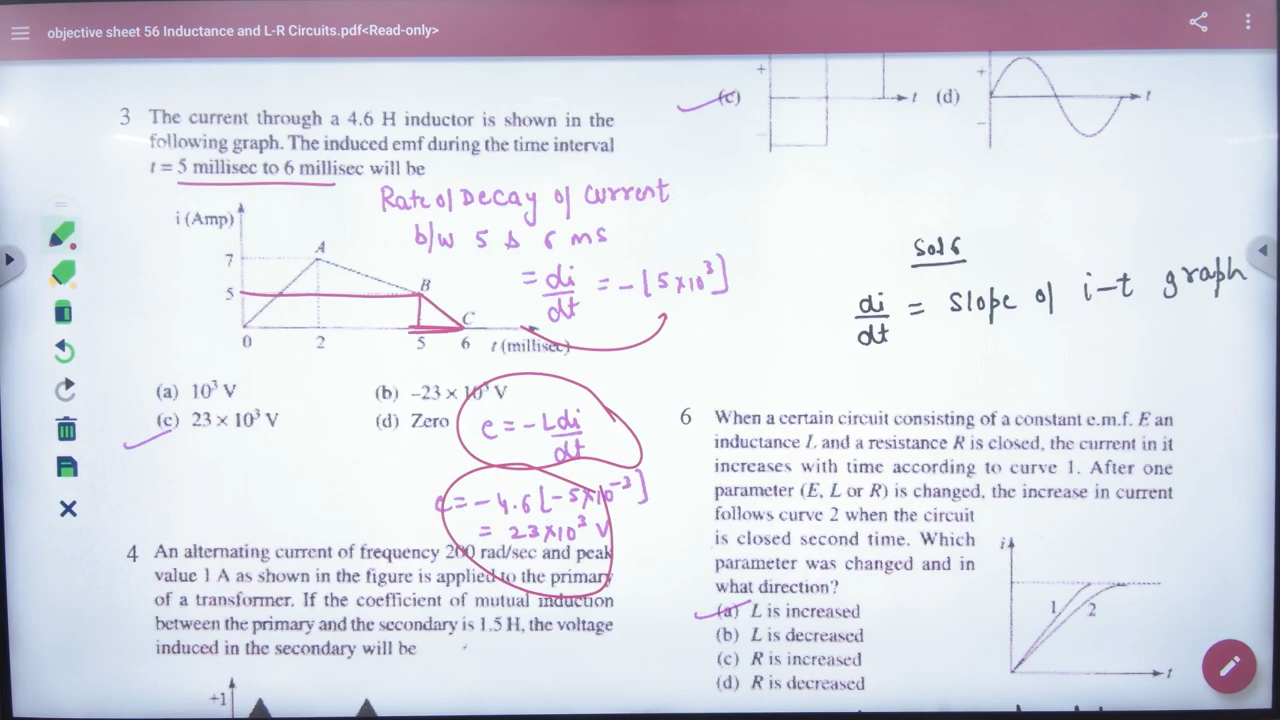 objective sheet 56 Inductance and L-R Circuits.pdf<Read-only>
3 The current through a 4.6 H inductor is shown in the
following graph. The induced emf during the time interval
t = 5 millisec to 6 millisec will be
Rate of Decay of Current
b/w 5 & 6 ms
= di/dt = -[5×10³]
i (Amp)
7
5
A
B
C
0 2 5 6 t (millisec)
(a) 10³ V (b) –23 × 10³ V
(c) 23 × 10³ V (d) Zero
e = -L di/dt
e = -4.6 [-5×10⁻³]
= 23×10³ V
4 An alternating current of frequency 200 rad/sec and peak
value 1 A as shown in the figure is applied to the primary
of a transformer. If the coefficient of mutual induction
between the primary and the secondary is 1.5 H, the voltage
induced in the secondary will be
+1
+ +
(c) t (d) t
– –
Sol 6
di/dt = Slope of i-t graph
6 When a certain circuit consisting of a constant e.m.f. E an
inductance L and a resistance R is closed, the current in it
increases with time according to curve 1. After one
parameter (E, L or R) is changed, the increase in current
follows curve 2 when the circuit
is closed second time. Which
parameter was changed and in
what direction?
(a) L is increased
(b) L is decreased
(c) R is increased
(d) R is decreased
i
1 2
t